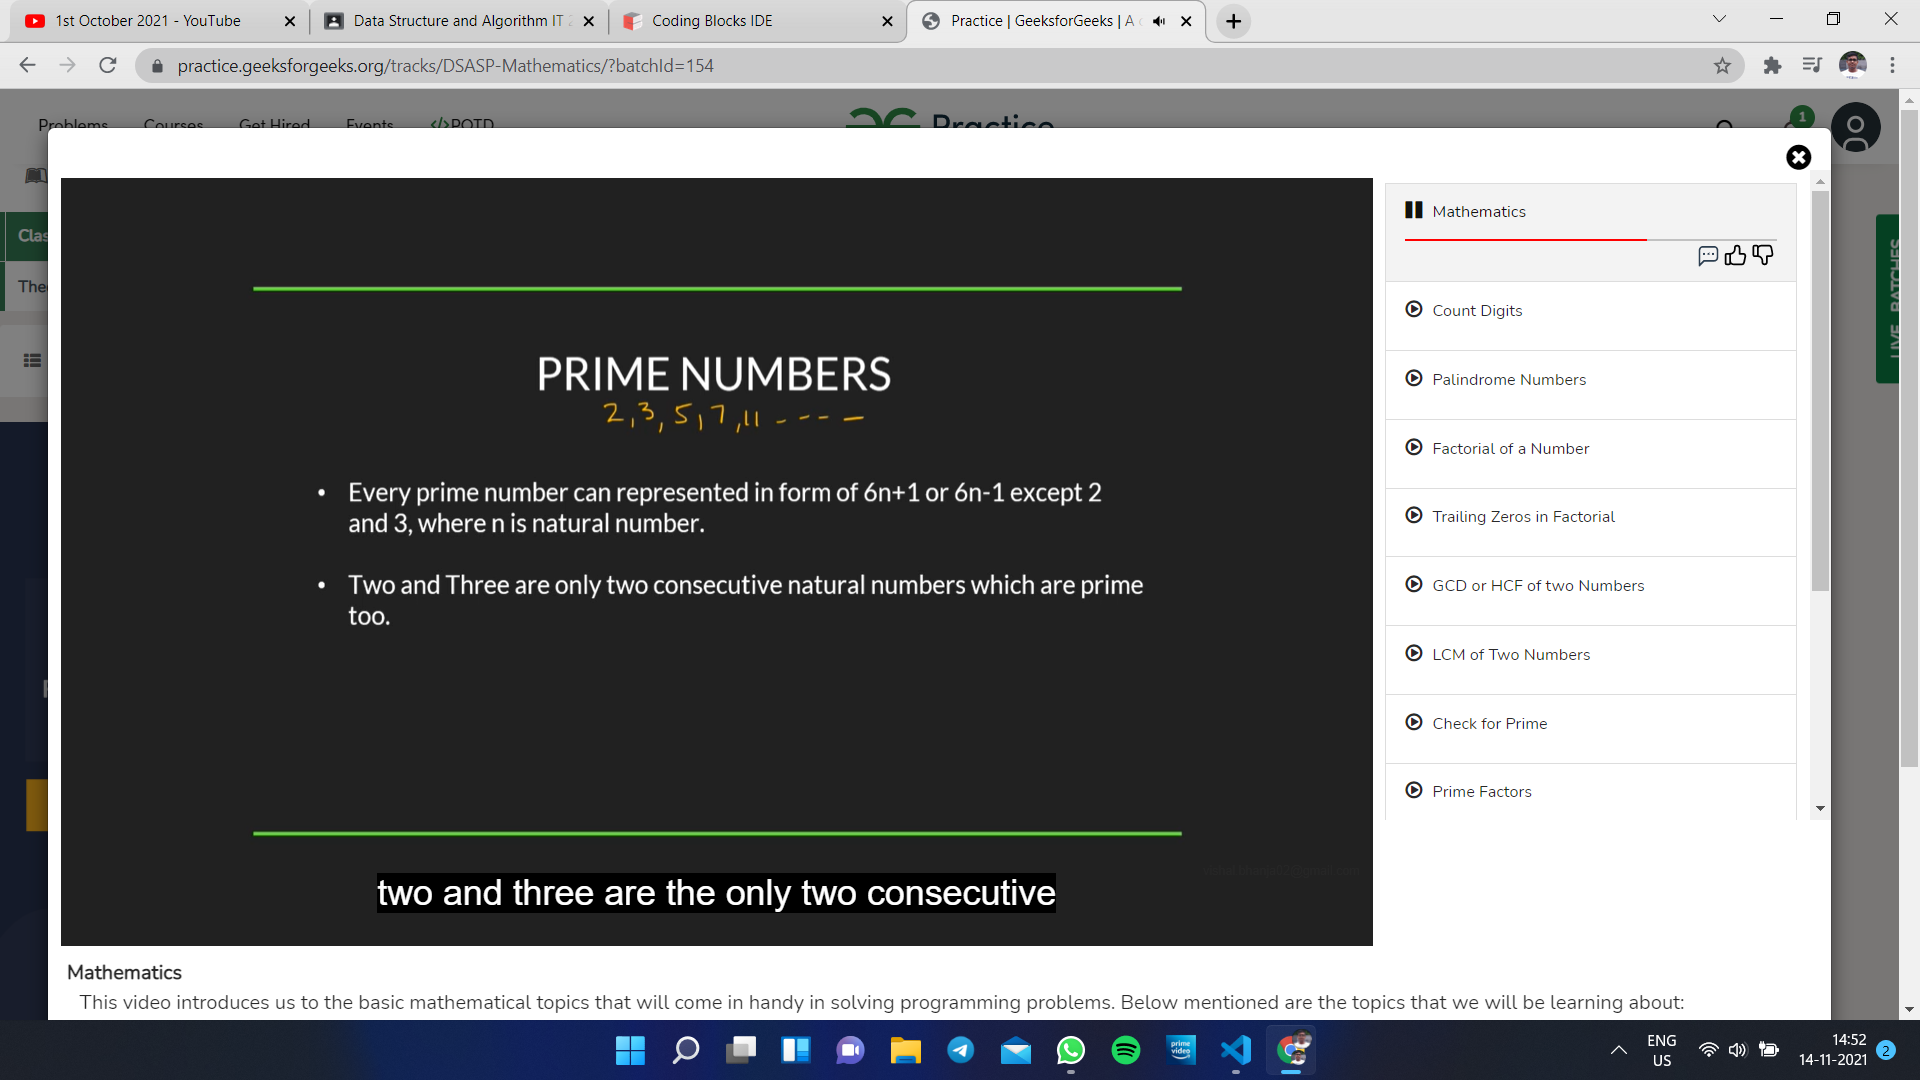 1st October 2021 - YouTube
Data Structure and Algorithm IT 2
Coding Blocks IDE
Practice | GeeksforGeeks | A c
practice.geeksforgeeks.org/tracks/DSASP-Mathematics/?batchId=154
Problems Courses Get Hired Events </>POTD
Practice
1
Clas
The
LIVE BATCHES
Mathematics
Count Digits
Palindrome Numbers
Factorial of a Number
Trailing Zeros in Factorial
GCD or HCF of two Numbers
LCM of Two Numbers
Check for Prime
Prime Factors
PRIME NUMBERS
2, 3, 5, 7, 11 - - - -
• Every prime number can represented in form of 6n+1 or 6n-1 except 2
and 3, where n is natural number.
• Two and Three are only two consecutive natural numbers which are prime
too.
two and three are the only two consecutive
Mathematics
This video introduces us to the basic mathematical topics that will come in handy in solving programming problems. Below mentioned are the topics that we will be learning about:
prime video
ENG
US
14:52
14-11-2021
2